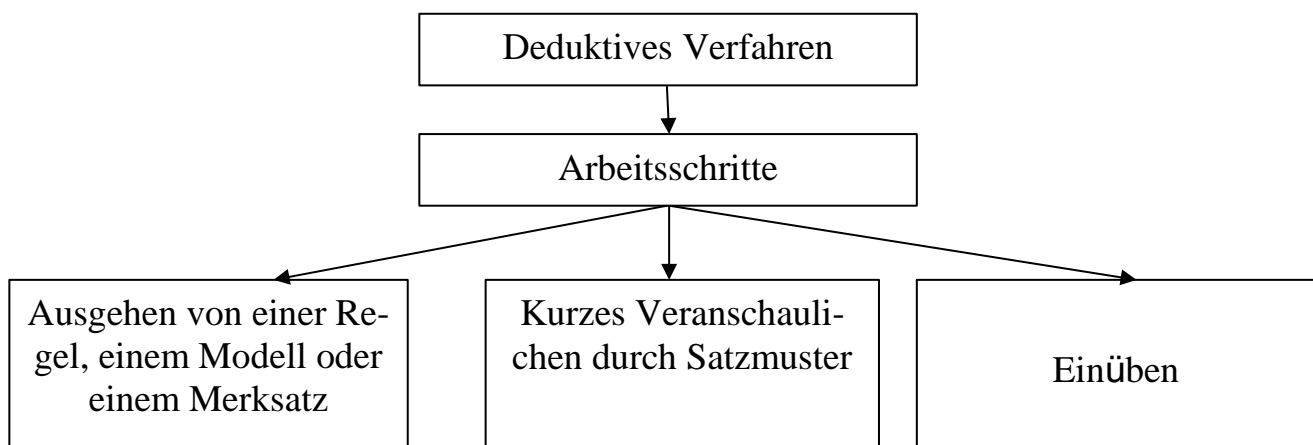 Deduktives Verfahren
Arbeitsschritte
Ausgehen von einer Re-
gel, einem Modell oder
einem Merksatz
Kurzes Veranschauli-
chen durch Satzmuster
Einüben